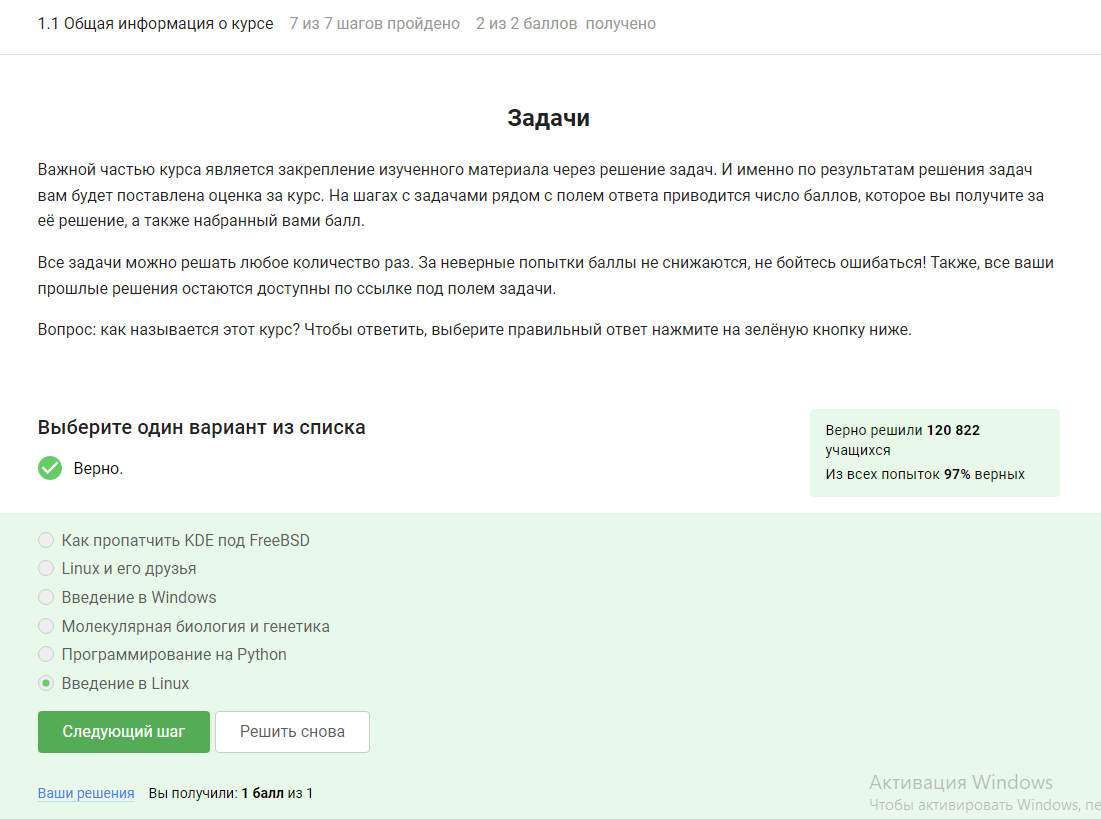 1.1 Общая информация о курсе 7 из 7 шагов пройдено 2 из 2 баллов получено
Задачи
Важной частью курса является закрепление изученного материала через решение задач. И именно по результатам решения задач
вам будет поставлена оценка за курс. На шагах с задачами рядом с полем ответа приводится число баллов, которое вы получите за
её решение, а также набранный вами балл.
Все задачи можно решать любое количество раз. За неверные попытки баллы не снижаются, не бойтесь ошибаться! Также, все ваши
прошлые решения остаются доступны по ссылке под полем задачи.
Вопрос: как называется этот курс? Чтобы ответить, выберите правильный ответ нажмите на зелёную кнопку ниже.
Выберите один вариант из списка
Верно.
Верно решили 120 822
учащихся
Из всех попыток 97% верных
Как пропатчить KDE под FreeBSD
Linux и его друзья
Введение в Windows
Молекулярная биология и генетика
Программирование на Python
Введение в Linux
Следующий шаг Решить снова
Ваши решения Вы получили: 1 балл из 1
Активация Windows
Чтобы активировать Windows, пе